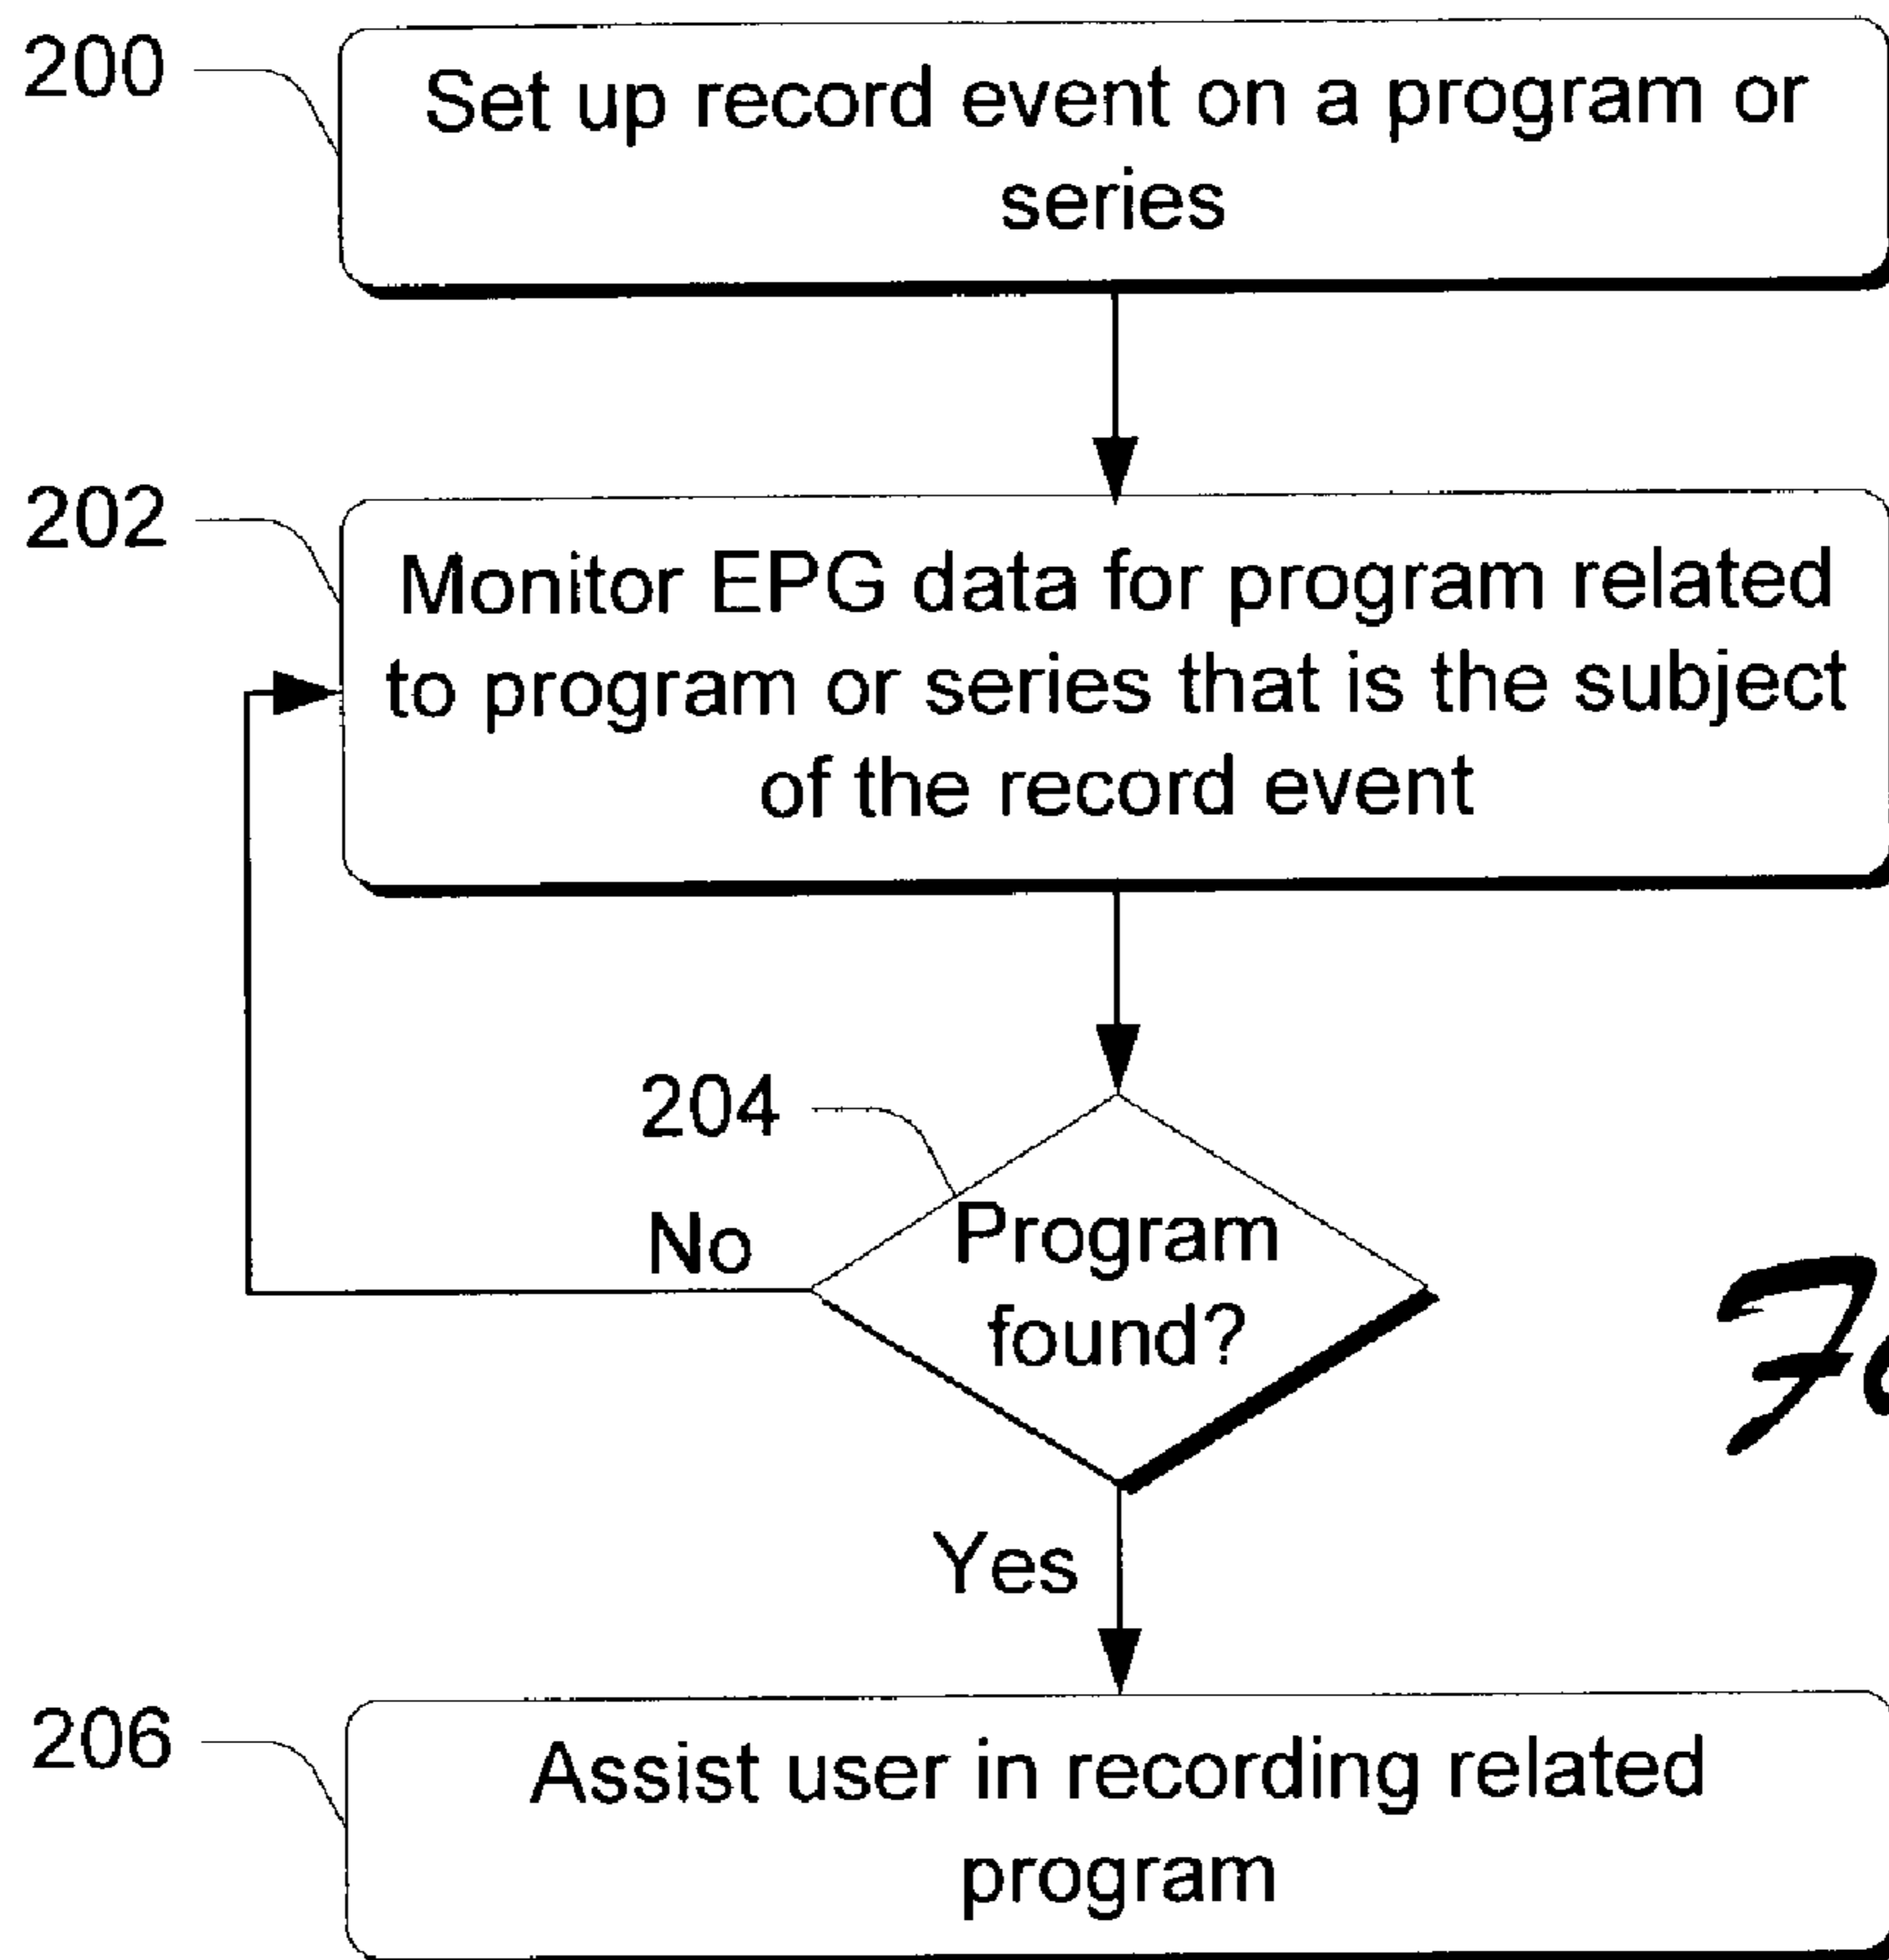 200
Set up record event on a program or
series
202
Monitor EPG data for program related
to program or series that is the subject
of the record event
204
No
Program
found?
Yes
206
Assist user in recording related
program